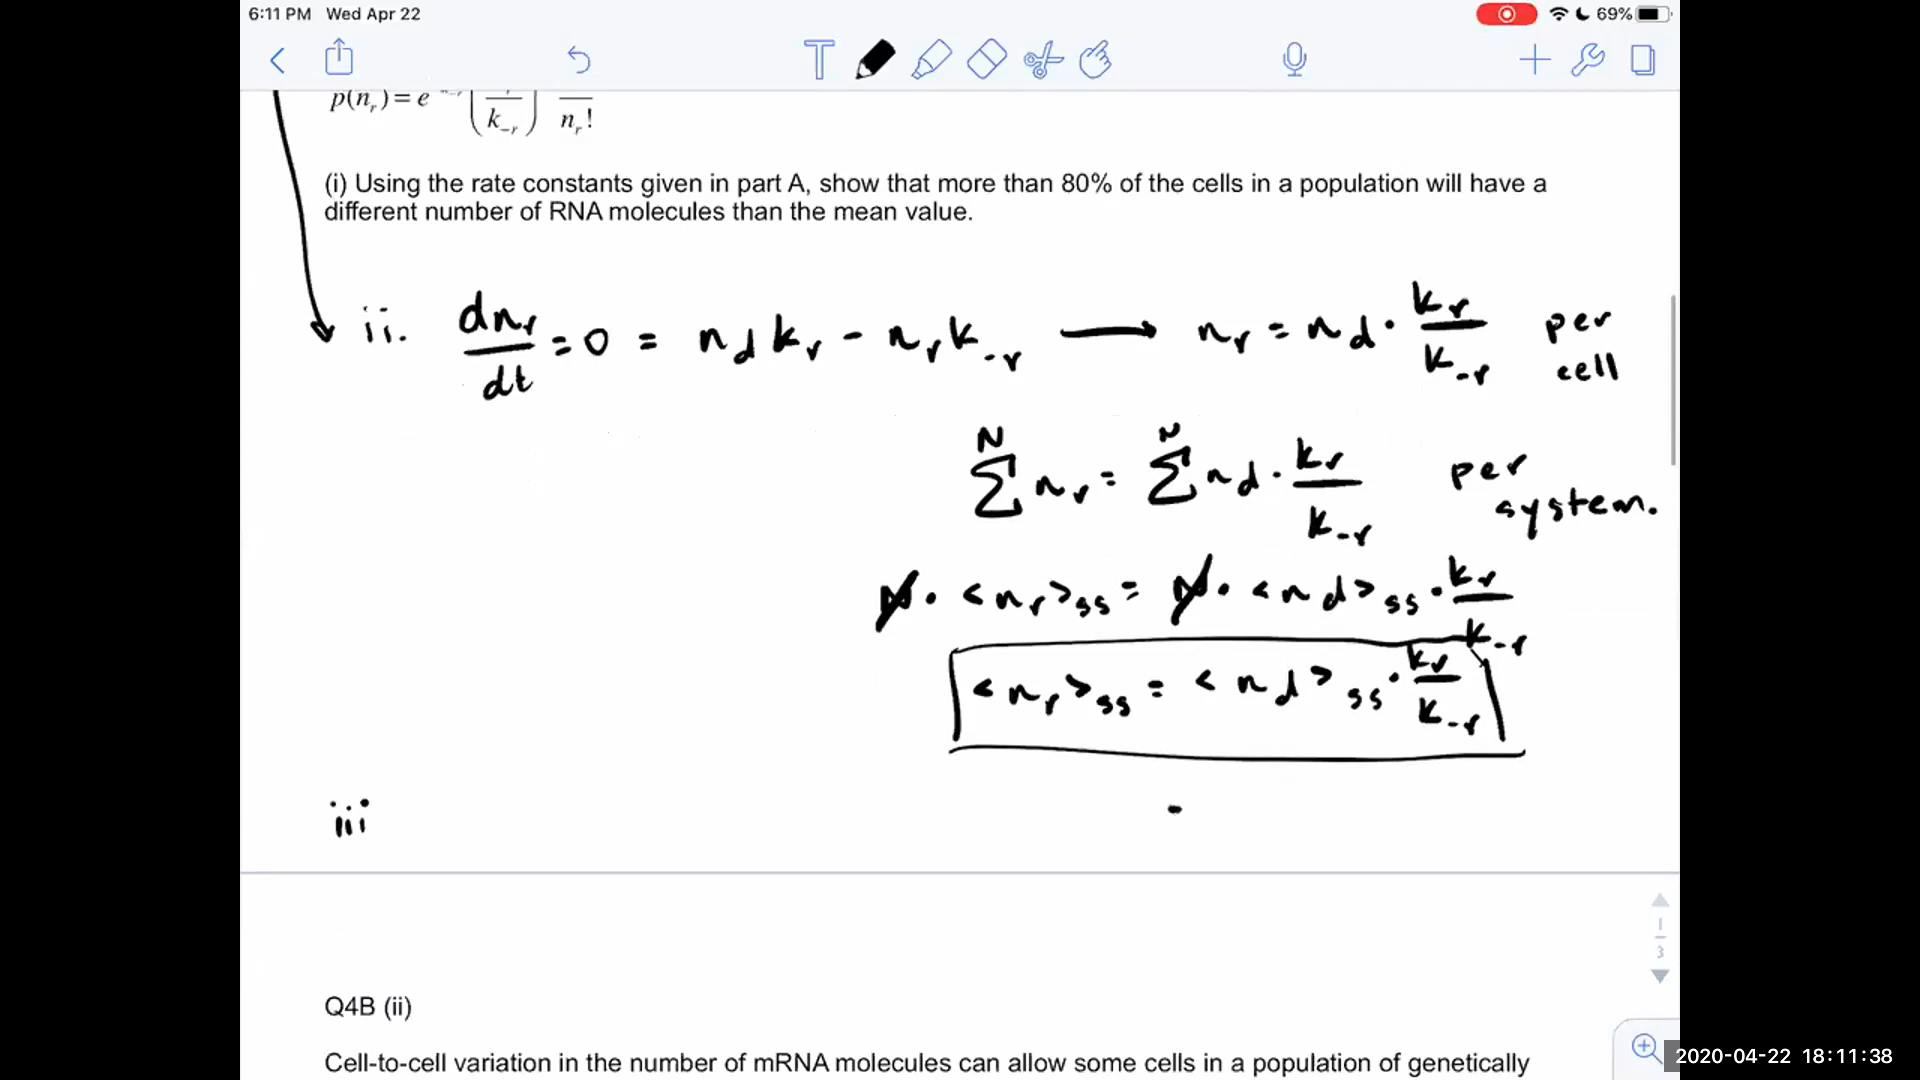 6:11 PM Wed Apr 22
69%
p(n_r) = e k_{-r} n_r!
(i) Using the rate constants given in part A, show that more than 80% of the cells in a population will have a
different number of RNA molecules than the mean value.
ii. dn_r/dt = 0 = n_d k_r - n_r k_{-r} → n_r = n_d · k_r/k_{-r} per cell
Σ^N n_r = Σ^N n_d · k_r/k_{-r} per system.
N · <n_r>_{ss} = N · <n_d>_{ss} · k_r/k_{-r}
<n_r>_{ss} = <n_d>_{ss} · k_r/k_{-r}
iii
1
3
Q4B (ii)
Cell-to-cell variation in the number of mRNA molecules can allow some cells in a population of genetically
2020-04-22 18:11:38